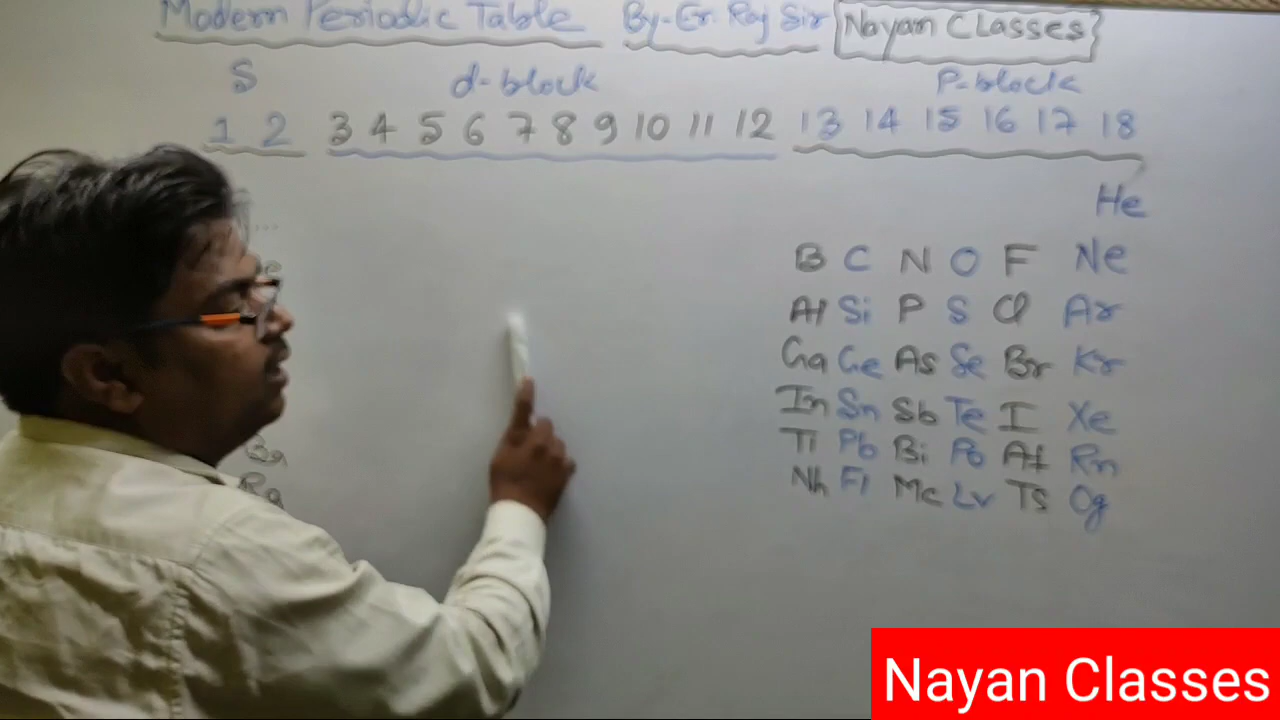 Modern Periodic Table By-Er. Raj Sir Nayan Classes
S d-block P-block
1 2 3 4 5 6 7 8 9 10 11 12 13 14 15 16 17 18
He
B C N O F Ne
Al Si P S Cl Ar
Ga Ge As Se Br Kr
In Sn Sb Te I Xe
Ba Tl Pb Bi Po At Rn
Ra Nh Fl Mc Lv Ts Og
Nayan Classes